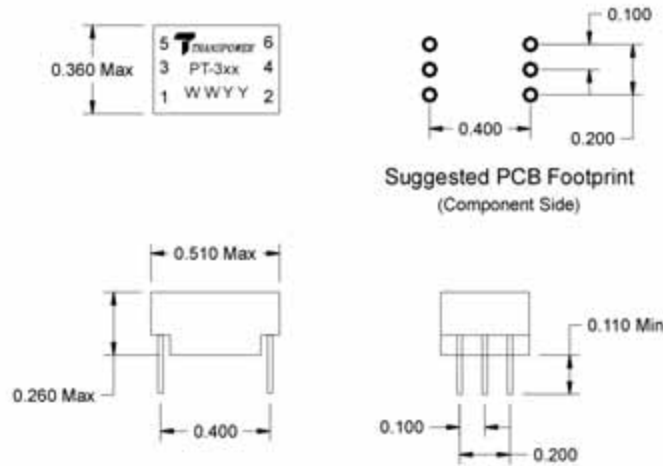 0.360 Max
5 TRANSPOWER 6
3 PT-3xx 4
1 W W Y Y 2
0.100
0.400
0.200
Suggested PCB Footprint
(Component Side)
0.510 Max
0.260 Max
0.400
0.110 Min
0.100
0.200